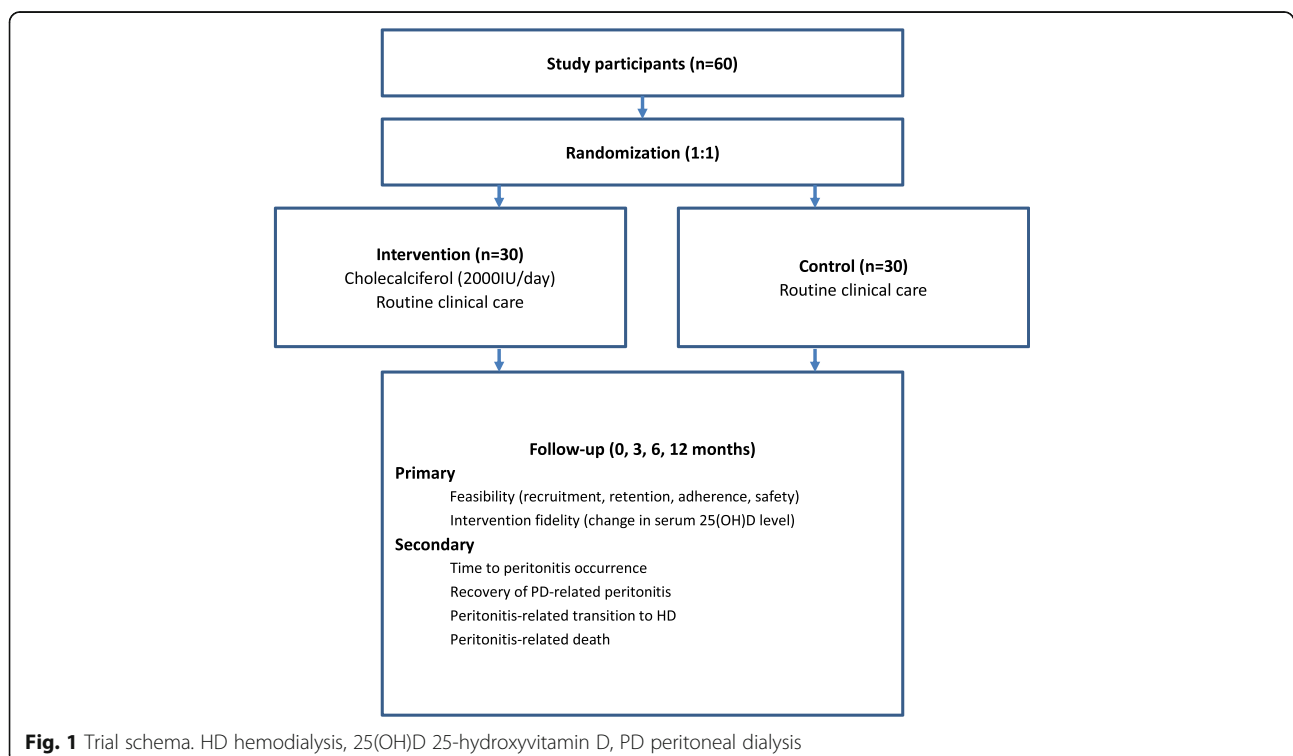 Study participants (n=60)
Randomization (1:1)
Intervention (n=30)
Cholecalciferol (2000IU/day)
Routine clinical care
Control (n=30)
Routine clinical care
Follow-up (0, 3, 6, 12 months)
Primary
Feasibility (recruitment, retention, adherence, safety)
Intervention fidelity (change in serum 25(OH)D level)
Secondary
Time to peritonitis occurrence
Recovery of PD-related peritonitis
Peritonitis-related transition to HD
Peritonitis-related death
Fig. 1 Trial schema. HD hemodialysis, 25(OH)D 25-hydroxyvitamin D, PD peritoneal dialysis